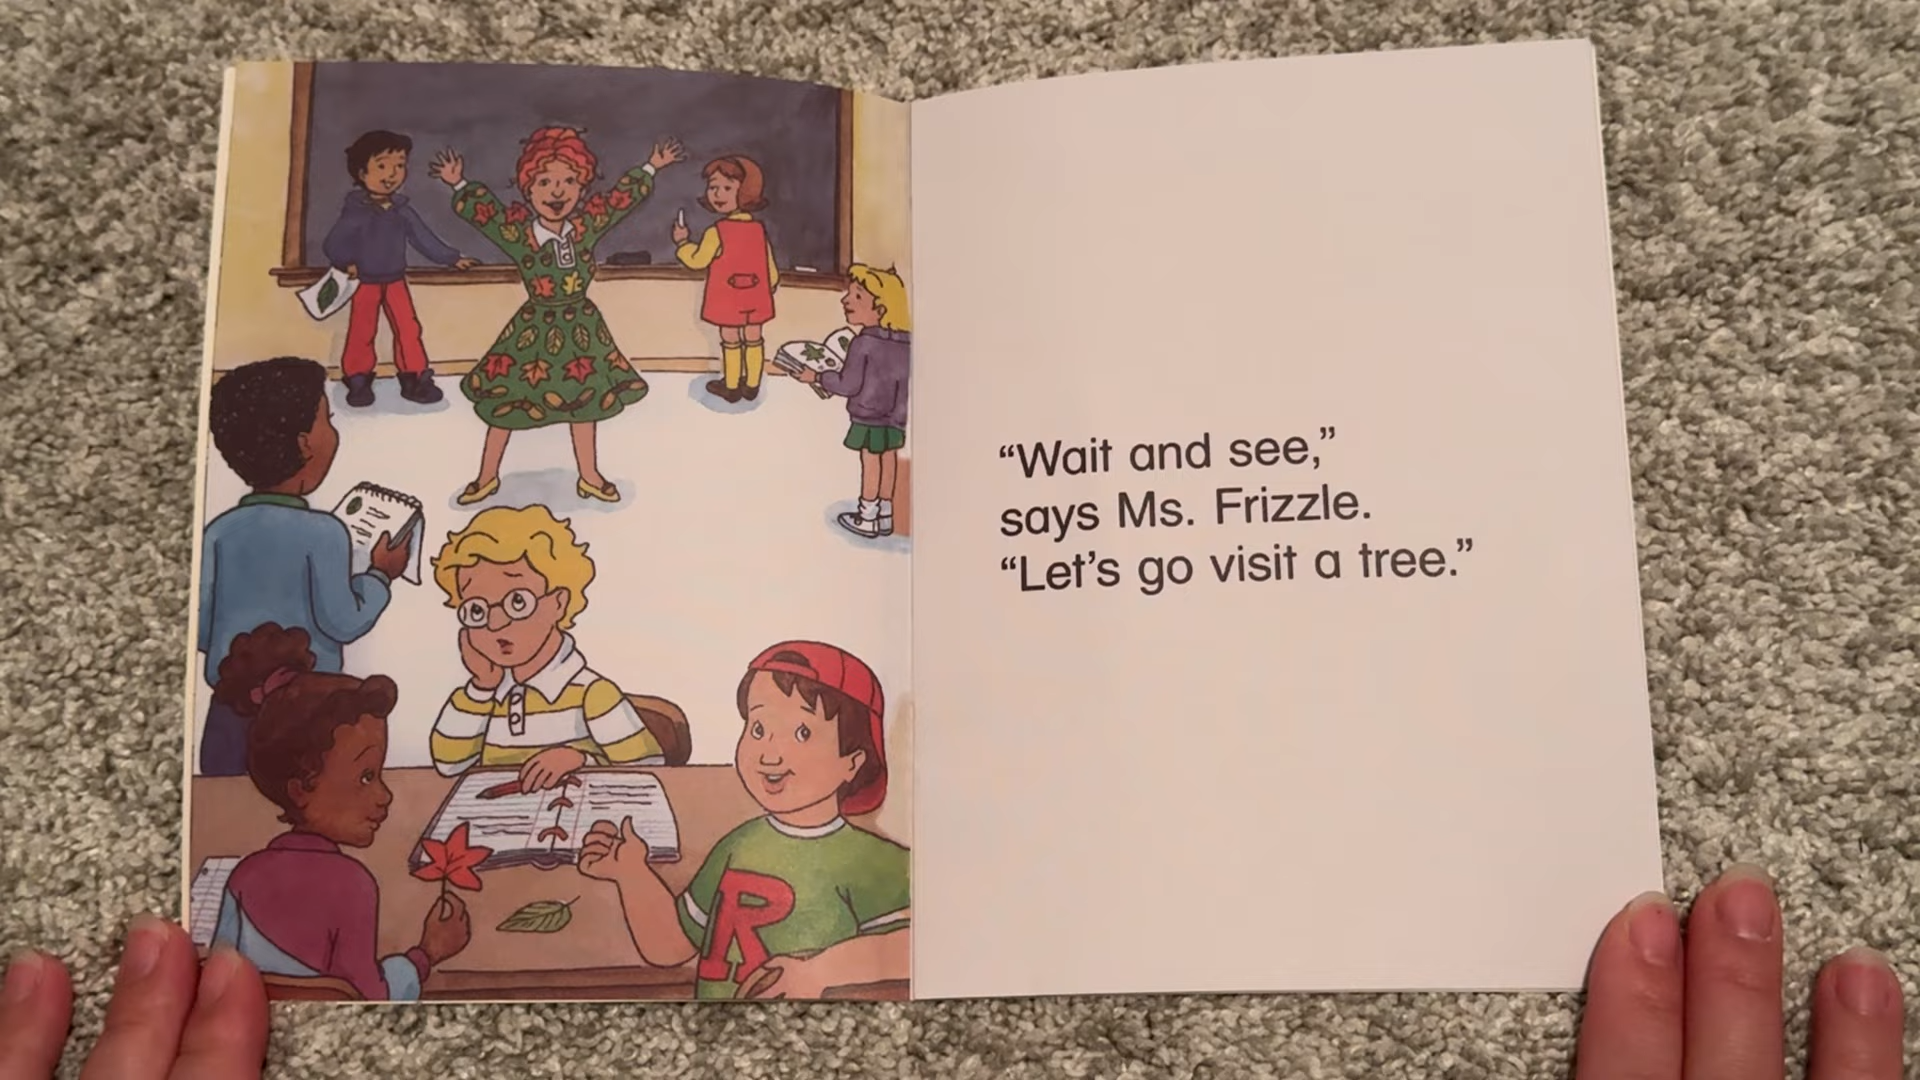 “Wait and see,”
says Ms. Frizzle.
“Let’s go visit a tree.”
R